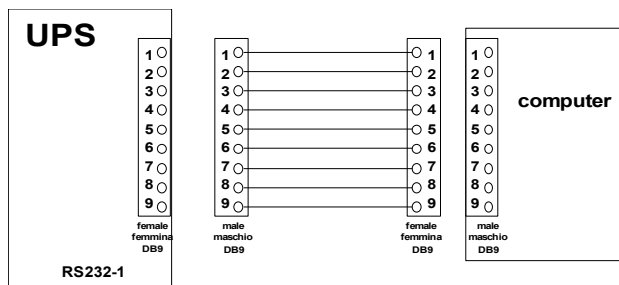 UPS
computer
1 1 1 1
2 2 2 2
3 3 3 3
4 4 4 4
5 5 5 5
6 6 6 6
7 7 7 7
8 8 8 8
9 9 9 9
female male female male
femmina maschio femmina maschio
DB9 DB9 DB9 DB9
RS232-1